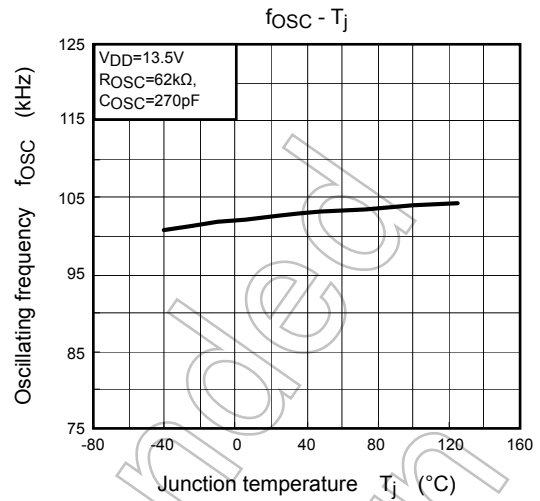 fOSC - Tj
VDD=13.5V
ROSC=62kΩ,
COSC=270pF
Oscillating frequency fOSC (kHz)
125
115
105
95
85
75
-80 -40 0 40 80 120 160
Junction temperature Tj (°C)